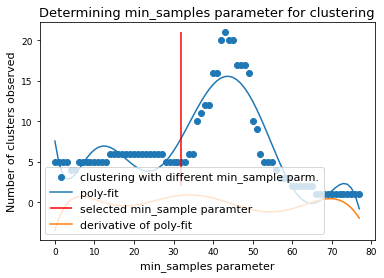 Determining min_samples parameter for clustering
Number of clusters observed
20
15
10
5
0
clustering with different min_sample parm.
poly-fit
selected min_sample paramter
derivative of poly-fit
0 10 20 30 40 50 60 70 80
min_samples parameter